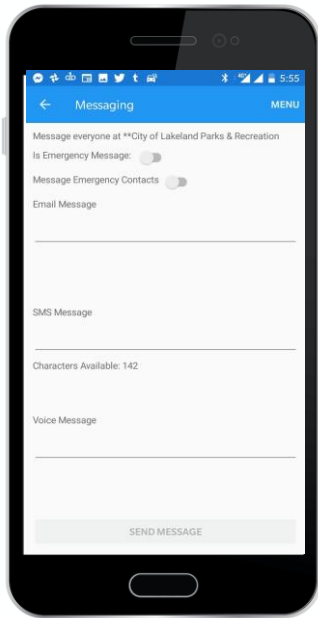 5:55
Messaging
MENU
Message everyone at **City of Lakeland Parks & Recreation
Is Emergency Message:
Message Emergency Contacts
Email Message
SMS Message
Characters Available: 142
Voice Message
SEND MESSAGE